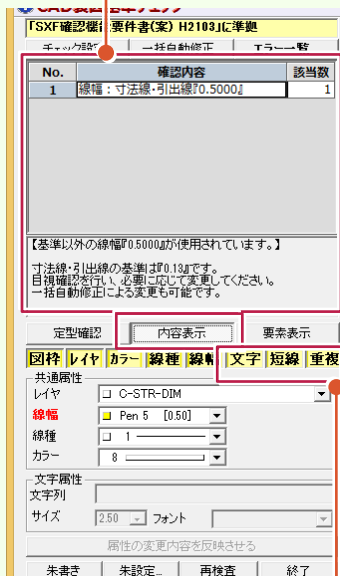 「SXF確認機能要件書(案) H2103」に準拠
一括自動修正
エラー一覧
No. 確認内容 該当数
1 線幅：寸法線・引出線『0.5000』 1
【基準以外の線幅『0.5000』が使用されています。】
寸法線・引出線の基準は『0.13』です。
目視確認を行い、必要に応じて変更してください。
一括自動修正による変更も可能です。
定型確認 内容表示 要素表示
図枠 レイヤ カラー 線種 線幅 文字 短線 重複
共通属性
レイヤ C-STR-DIM
線幅 Pen 5 [0.50]
線種 1
カラー 8
文字属性
文字列
サイズ 2.50 フォント
属性の変更内容を反映させる
朱書き 朱設定... 再検査 終了